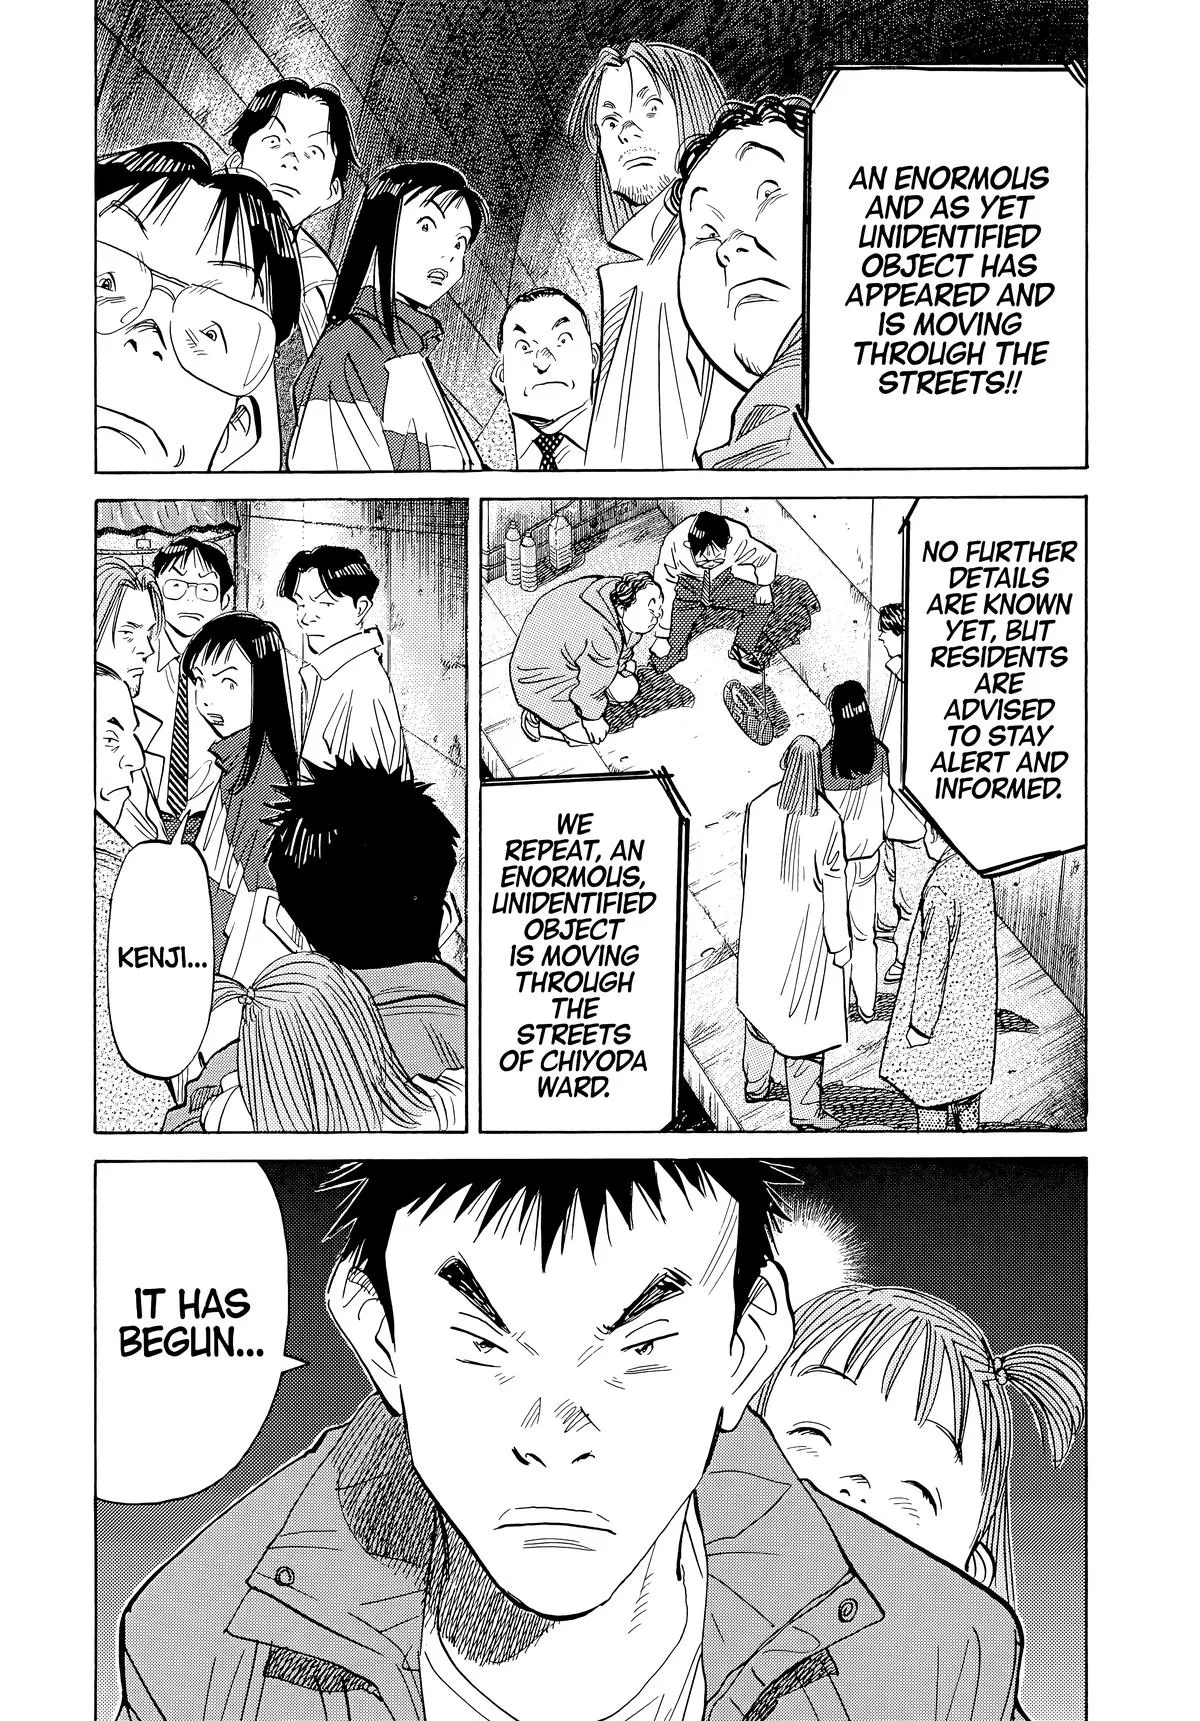 AN ENORMOUS
AND AS YET
UNIDENTIFIED
OBJECT HAS
APPEARED AND
IS MOVING
THROUGH THE
STREETS!!
NO FURTHER
DETAILS
ARE KNOWN
YET, BUT
RESIDENTS
ARE
ADVISED
TO STAY
ALERT AND
INFORMED.
WE
REPEAT, AN
ENORMOUS,
UNIDENTIFIED
OBJECT
IS MOVING
THROUGH
THE
STREETS
OF CHIYODA
WARD.
KENJI...
IT HAS
BEGUN...